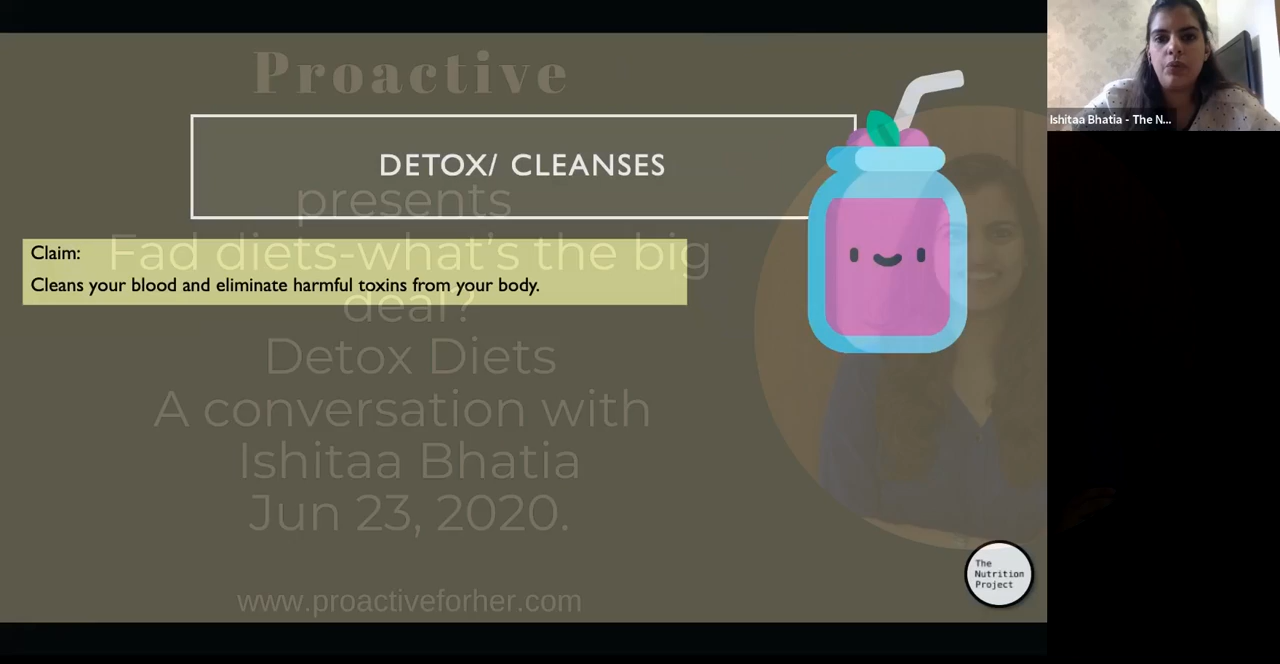 Proactive
DETOX/ CLEANSES
presents
Claim:
Fad diets-what's the big
Cleans your blood and eliminate harmful toxins from your body.
deal?
Detox Diets
A conversation with
Ishitaa Bhatia
Jun 23, 2020.
www.proactiveforher.com
The
Nutrition
Project
Ishitaa Bhatia - The N...